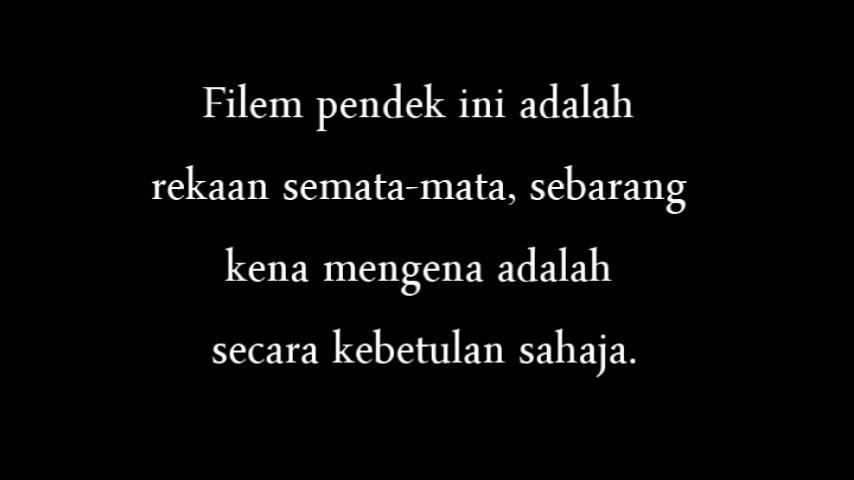 Filem pendek ini adalah
rekaan semata-mata, sebarang
kena mengena adalah
secara kebetulan sahaja.